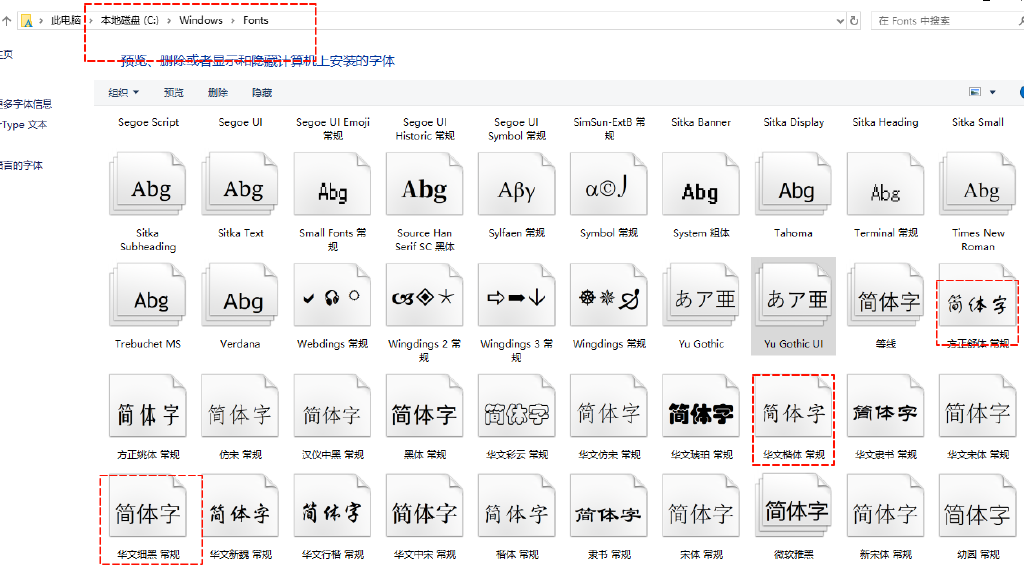 此电脑 › 本地磁盘 (C:) › Windows › Fonts
在 Fonts 中搜索
主页
预览、删除或者显示和隐藏计算机上安装的字体
组织 预览 删除 隐藏
更多字体信息
rType 文本
语言的字体
Segoe Script
Segoe UI
Segoe UI Emoji
常规
Segoe UI
Historic 常规
Segoe UI
Symbol 常规
SimSun-ExtB 常
规
Sitka Banner
Sitka Display
Sitka Heading
Sitka Small
Abg
Abg
Abg
Abg
Αβγ
α©
Abg
Abg
Abg
Abg
Sitka
Subheading
Sitka Text
Small Fonts 常
规
Source Han
Serif SC 黑体
Sylfaen 常规
Symbol 常规
System 粗体
Tahoma
Terminal 常规
Times New
Roman
Abg
Abg
あア亜
あア亜
简体字
简体字
Trebuchet MS
Verdana
Webdings 常规
Wingdings 2 常
规
Wingdings 3 常
规
Wingdings 常规
Yu Gothic
Yu Gothic UI
等线
方正舒体 常规
简体字
简体字
简体字
简体字
简体字
简体字
简体字
简体字
简体字
简体字
方正姚体 常规
仿宋 常规
汉仪中黑 常规
黑体 常规
华文彩云 常规
华文仿宋 常规
华文琥珀 常规
华文楷体 常规
华文隶书 常规
华文宋体 常规
简体字
简体字
简体字
简体字
简体字
简体字
简体字
简体字
简体字
简体字
华文细黑 常规
华文新魏 常规
华文行楷 常规
华文中宋 常规
楷体 常规
隶书 常规
宋体 常规
微软雅黑
新宋体 常规
幼圆 常规